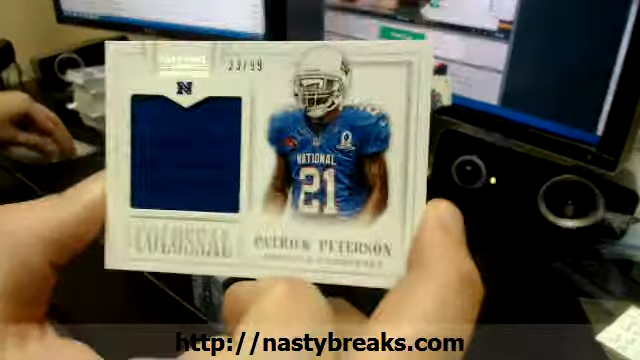 23/99
N
NATIONAL
21
COLOSSAL
PATRICK PETERSON
http://nastybreaks.com